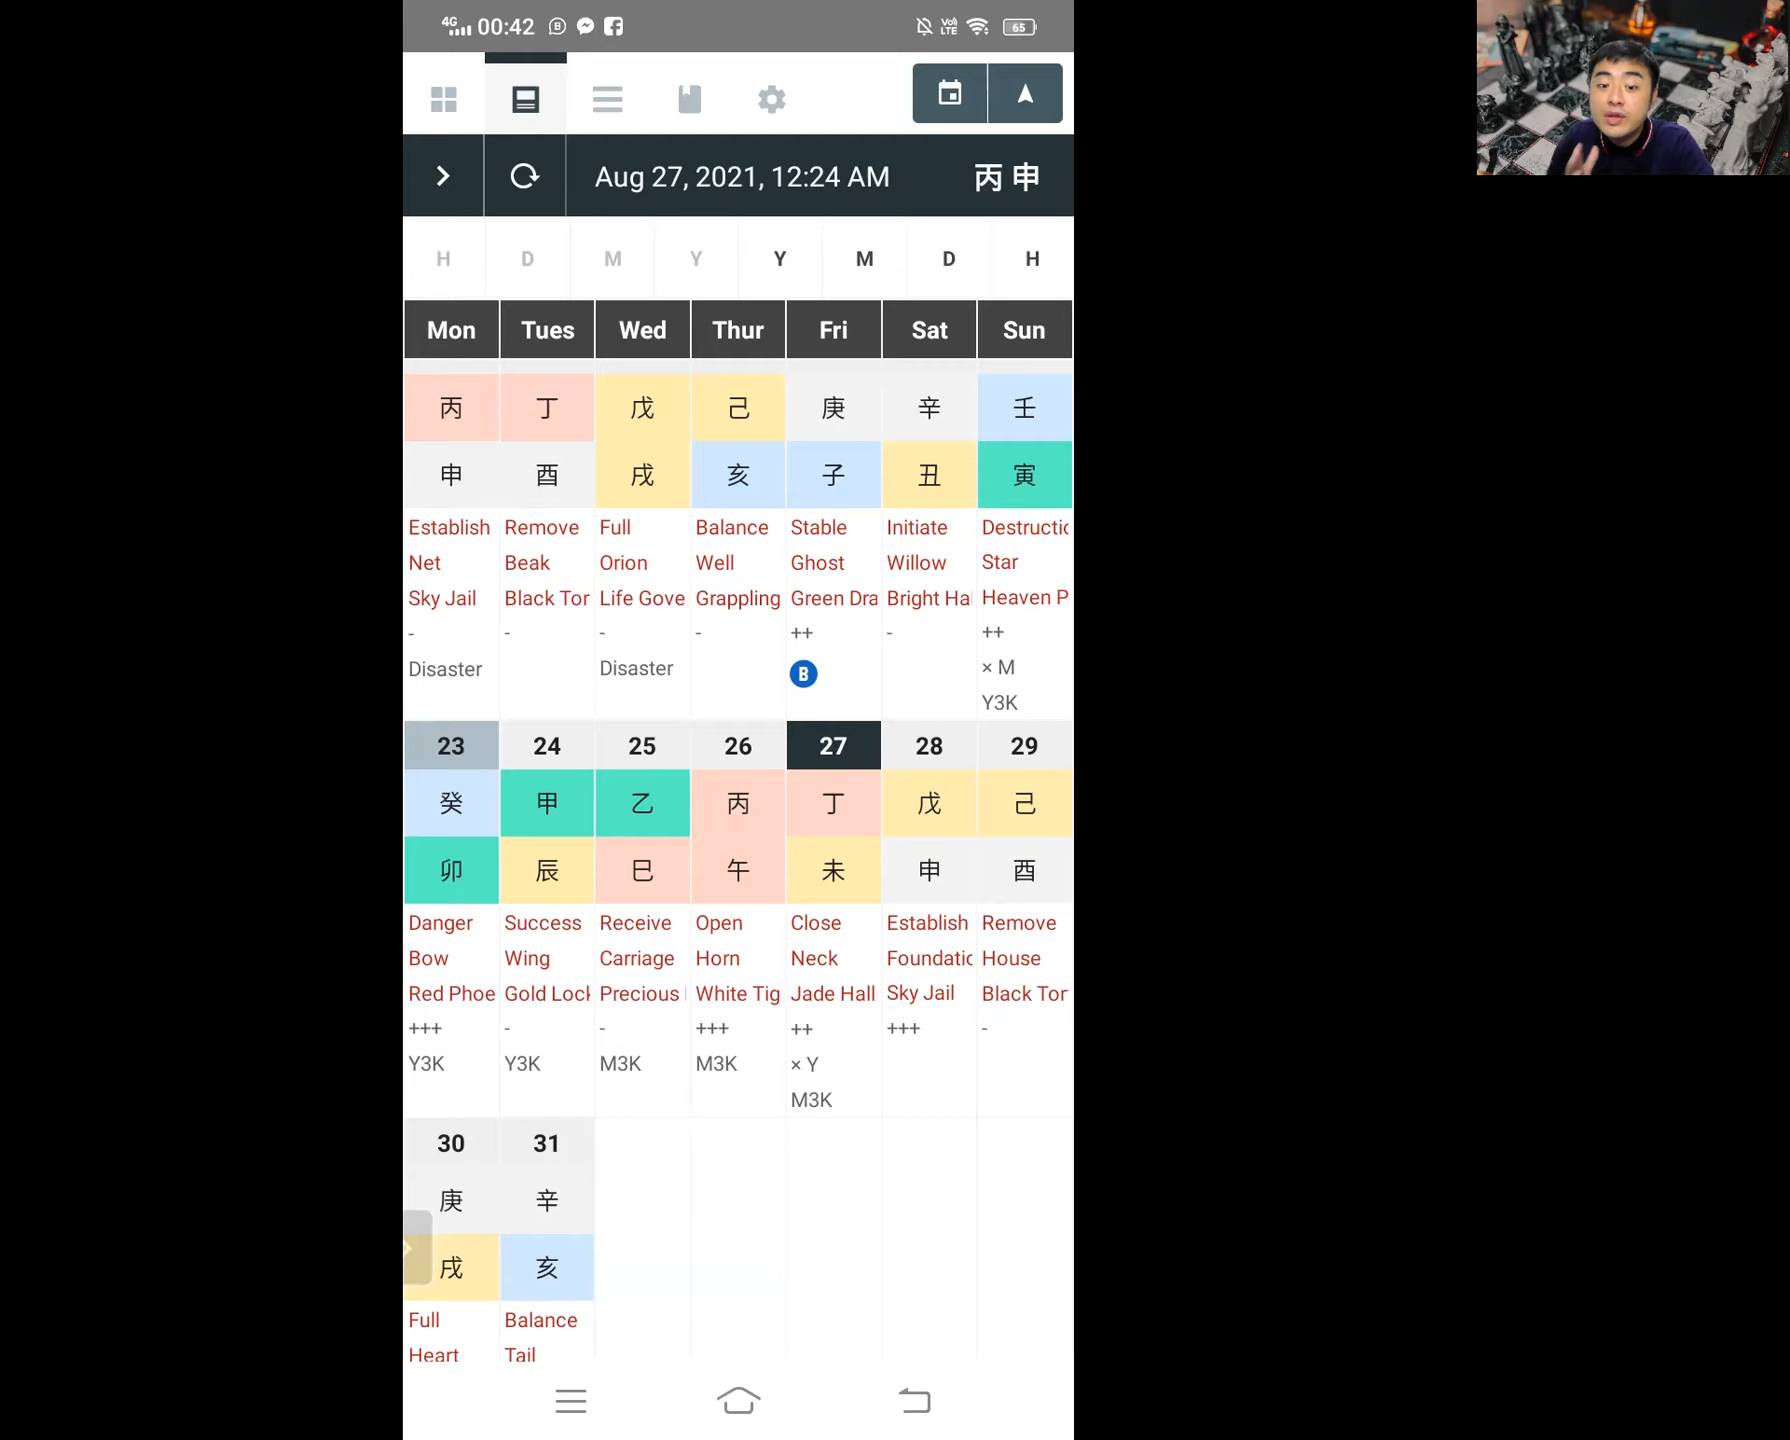 4G 00:42 VoLTE 65
Aug 27, 2021, 12:24 AM 丙 申
H D M Y Y M D H
Mon Tues Wed Thur Fri Sat Sun
丙 丁 戊 己 庚 辛 壬
申 酉 戌 亥 子 丑 寅
Establish Remove Full Balance Stable Initiate Destructio
Net Beak Orion Well Ghost Willow Star
Sky Jail Black Tor Life Gove Grappling Green Dra Bright Hal Heaven P
- - - - ++ - ++
Disaster Disaster B × M
Y3K
23 24 25 26 27 28 29
癸 甲 乙 丙 丁 戊 己
卯 辰 巳 午 未 申 酉
Danger Success Receive Open Close Establish Remove
Bow Wing Carriage Horn Neck Foundatio House
Red Phoe Gold Lock Precious White Tig Jade Hall Sky Jail Black Tor
+++ - - +++ ++ +++ -
Y3K Y3K M3K M3K × Y
M3K
30 31
庚 辛
戌 亥
Full Balance
Heart Tail